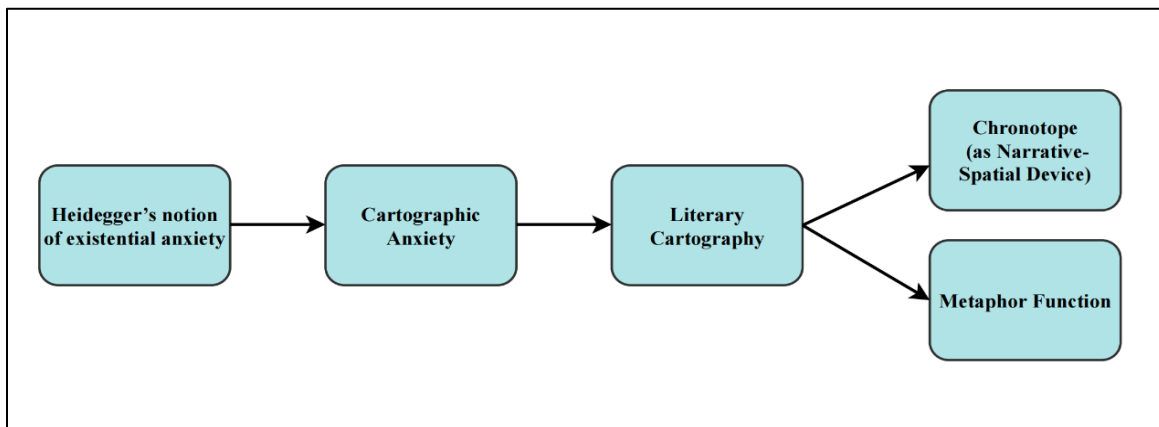 Heidegger’s notion
of existential anxiety
Cartographic
Anxiety
Literary
Cartography
Chronotope
(as Narrative-
Spatial Device)
Metaphor Function